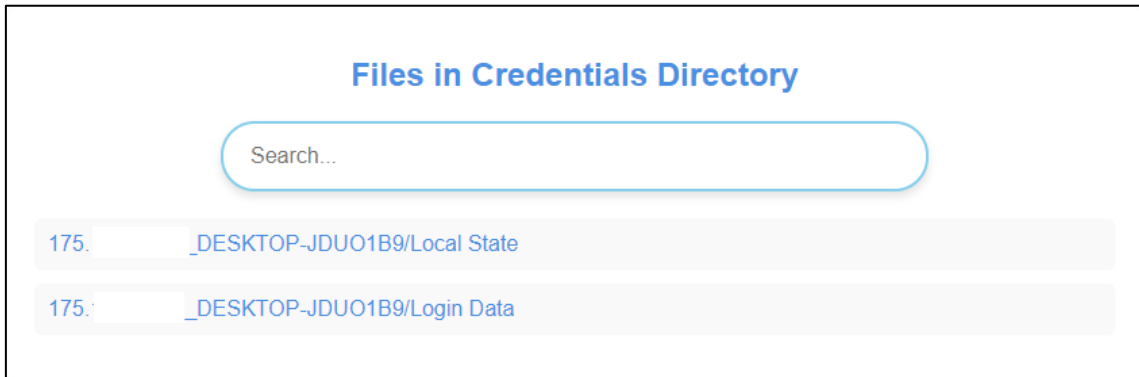 Files in Credentials Directory
Search...
175. _DESKTOP-JDUO1B9/Local State
175. _DESKTOP-JDUO1B9/Login Data